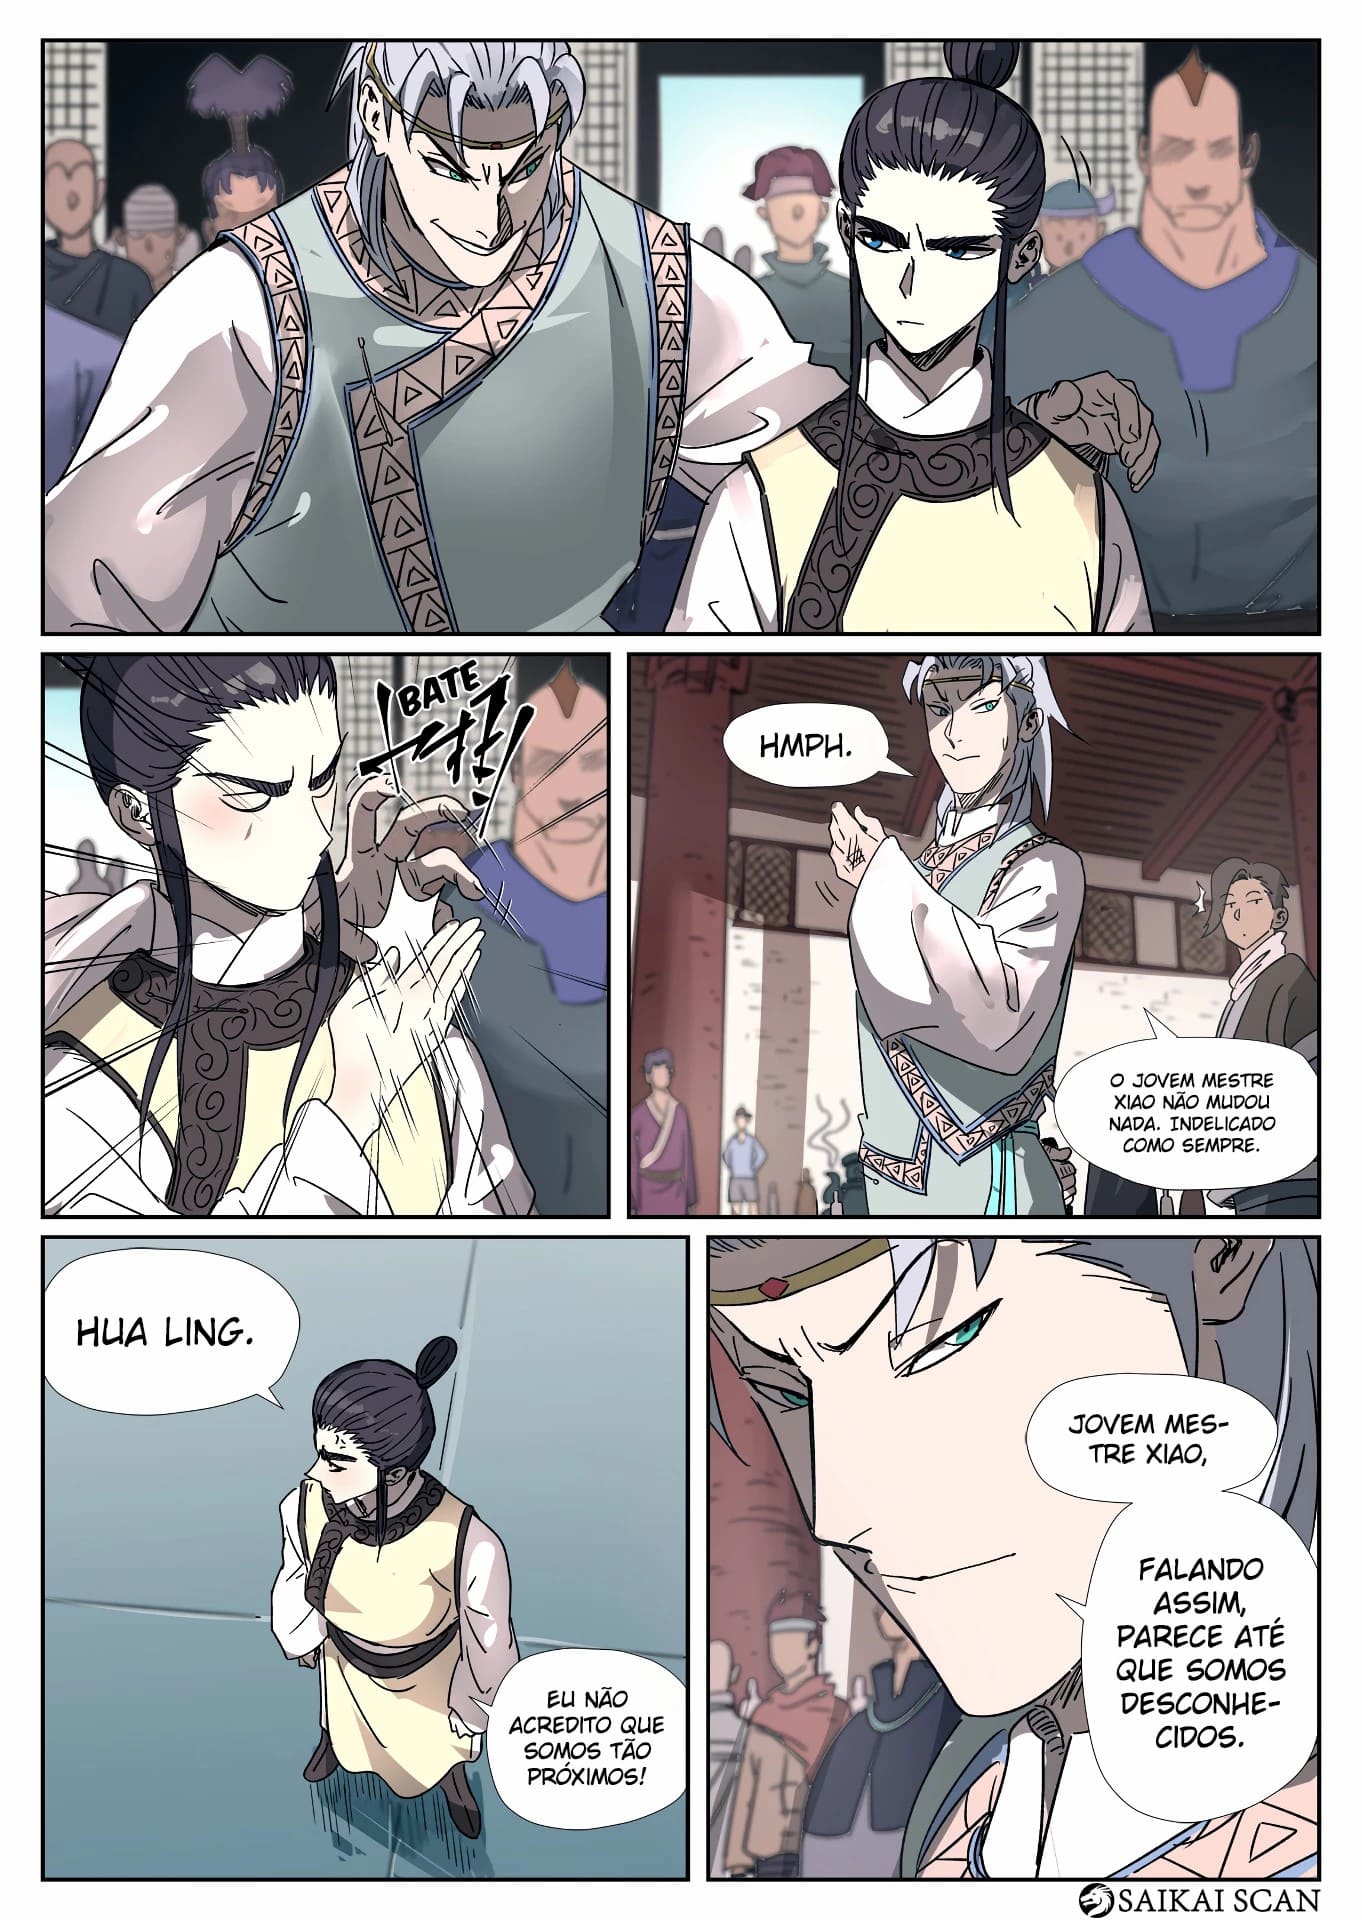 BATE
HMPH.
O JOVEM MESTRE
XIAO NÃO MUDOU
NADA. INDELICADO
COMO SEMPRE.
HUA LING.
EU NÃO
ACREDITO QUE
SOMOS TÃO
PRÓXIMOS!
JOVEM MES-
TRE XIAO,
FALANDO
ASSIM,
PARECE ATÉ
QUE SOMOS
DESCONHE-
CIDOS.
SAIKAI SCAN